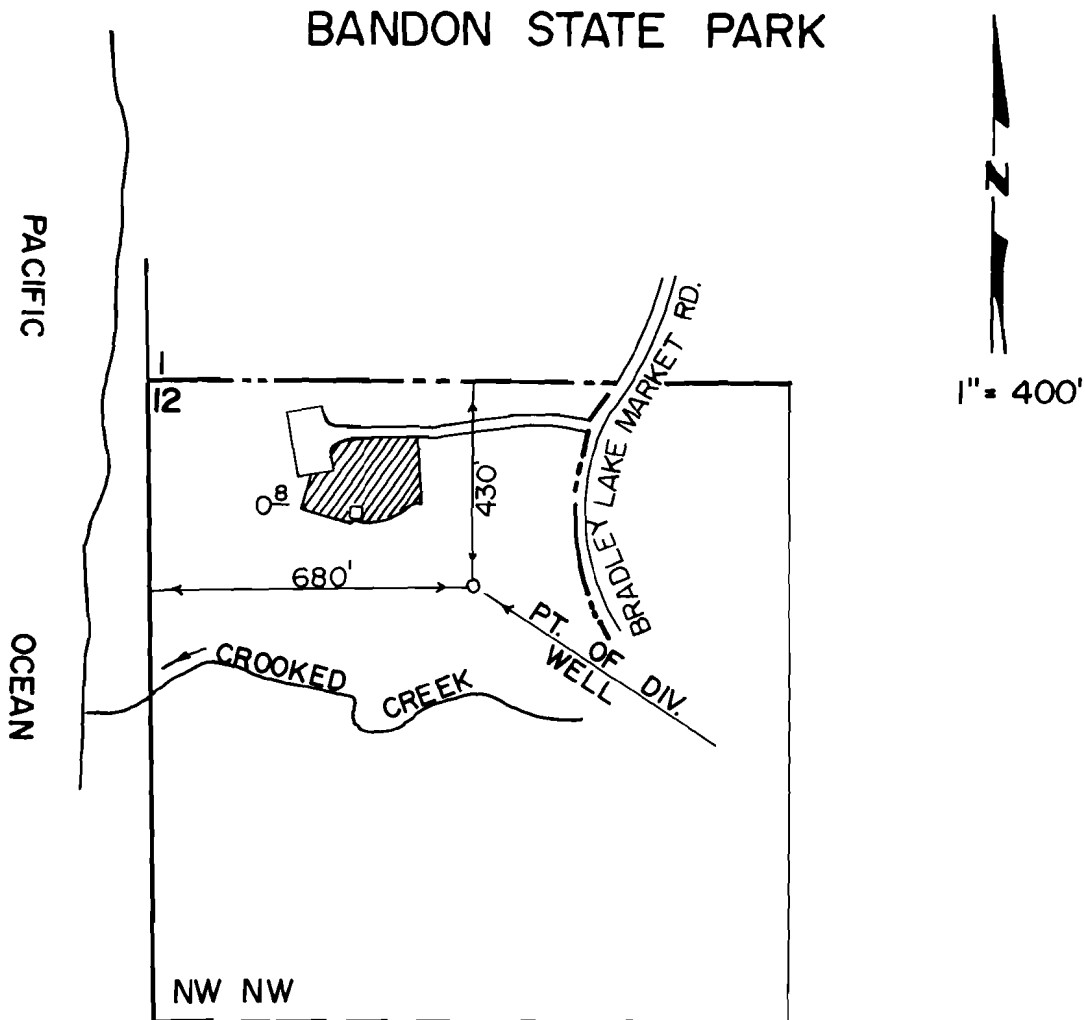 BANDON STATE PARK
N
1"= 400'
PACIFIC
OCEAN
1
12
BRADLEY LAKE MARKET RD.
430'
680'
PT. OF DIV.
WELL
CROOKED
CREEK
NW NW